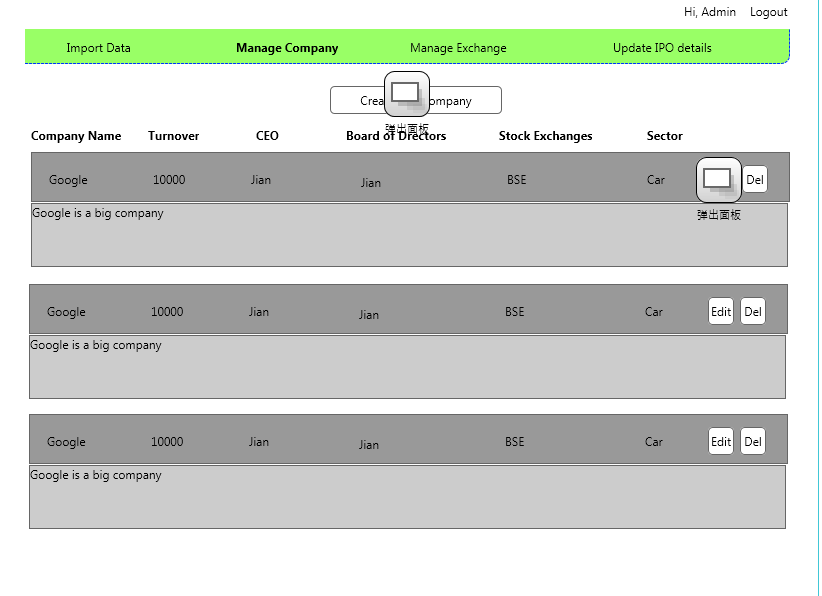 Hi, Admin Logout
Import Data Manage Company Manage Exchange Update IPO details
Crea ompany
弹出面板
Company Name Turnover CEO Board of Drectors Stock Exchanges Sector
Google 10000 Jian Jian BSE Car Del
弹出面板
Google is a big company
Google 10000 Jian Jian BSE Car Edit Del
Google is a big company
Google 10000 Jian Jian BSE Car Edit Del
Google is a big company